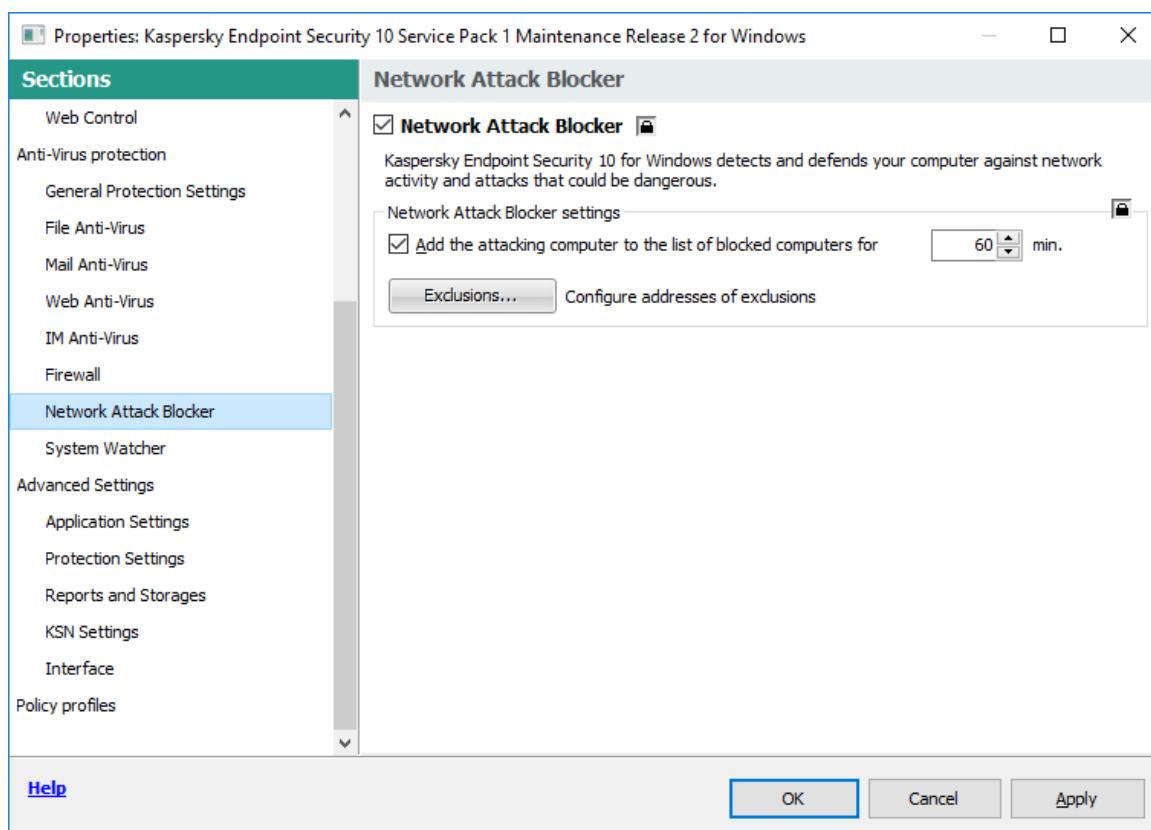 Properties: Kaspersky Endpoint Security 10 Service Pack 1 Maintenance Release 2 for Windows
Sections
Web Control
Anti-Virus protection
General Protection Settings
File Anti-Virus
Mail Anti-Virus
Web Anti-Virus
IM Anti-Virus
Firewall
Network Attack Blocker
System Watcher
Advanced Settings
Application Settings
Protection Settings
Reports and Storages
KSN Settings
Interface
Policy profiles
Network Attack Blocker
Network Attack Blocker
Kaspersky Endpoint Security 10 for Windows detects and defends your computer against network
activity and attacks that could be dangerous.
Network Attack Blocker settings
Add the attacking computer to the list of blocked computers for 60 min.
Exclusions... Configure addresses of exclusions
Help
OK Cancel Apply